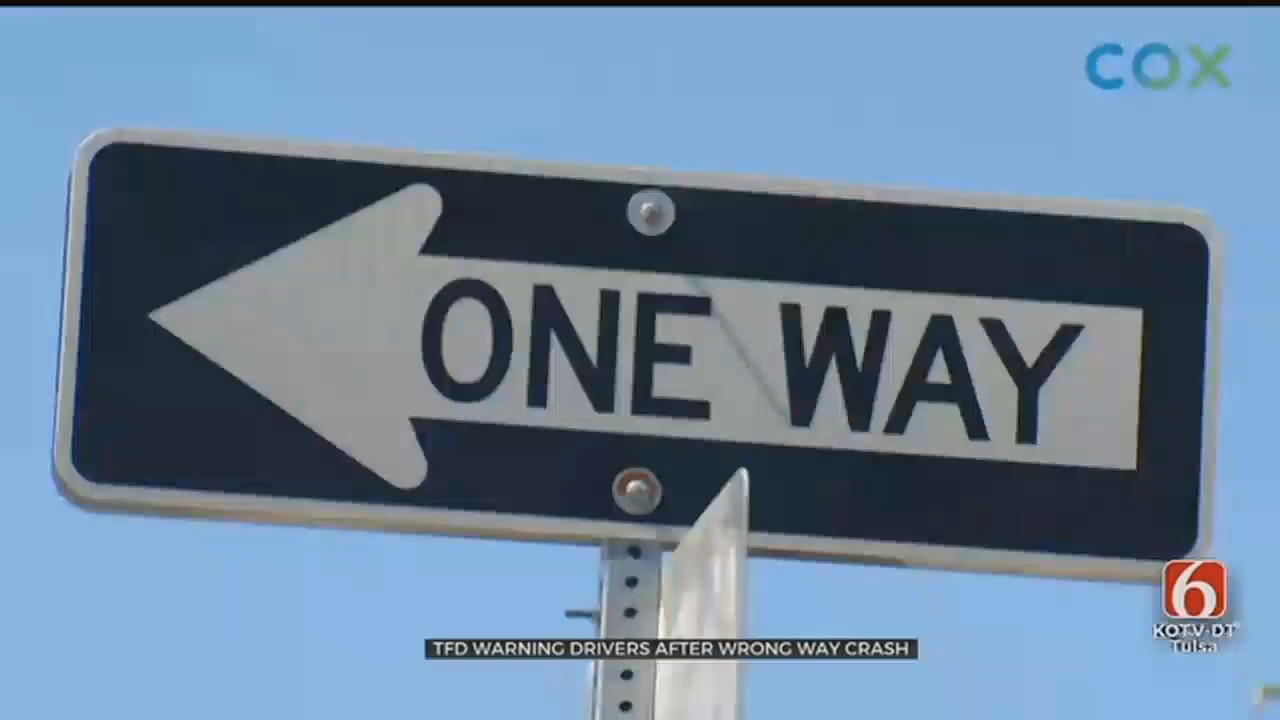 COX
ONE WAY
6
KOTV-DT
Tulsa
TFD WARNING DRIVERS AFTER WRONG WAY CRASH